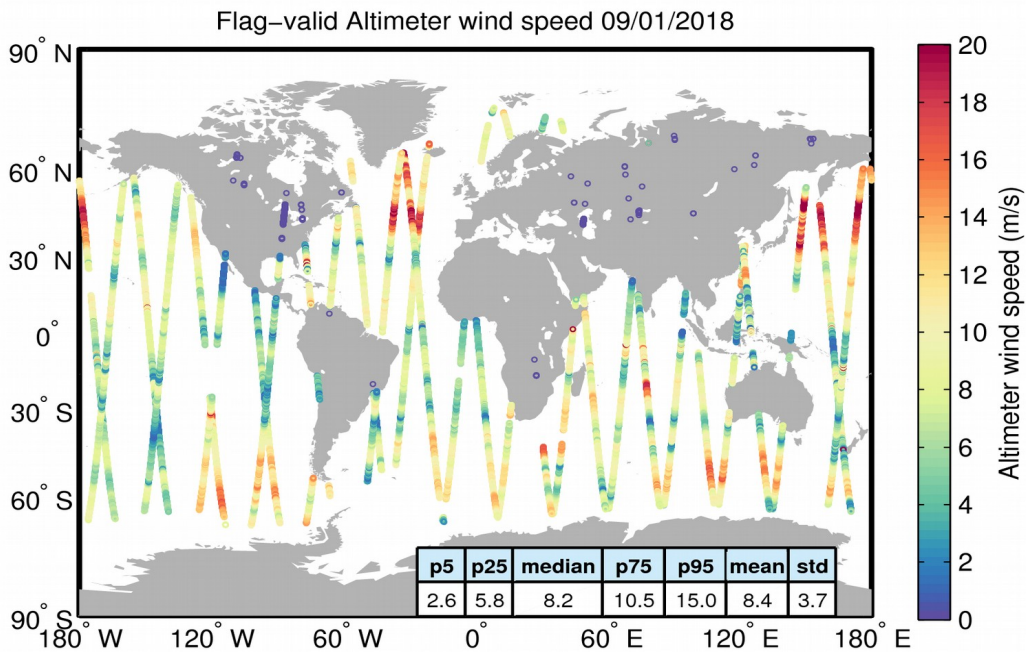 Flag−valid Altimeter wind speed 09/01/2018
90° N
60° N
30° N
0°
30° S
60° S
90° S
180° W
120° W
60° W
0°
60° E
120° E
180° E
p5 p25 median p75 p95 mean std
2.6 5.8 8.2 10.5 15.0 8.4 3.7
20
18
16
14
12
10
8
6
4
2
0
Altimeter wind speed (m/s)